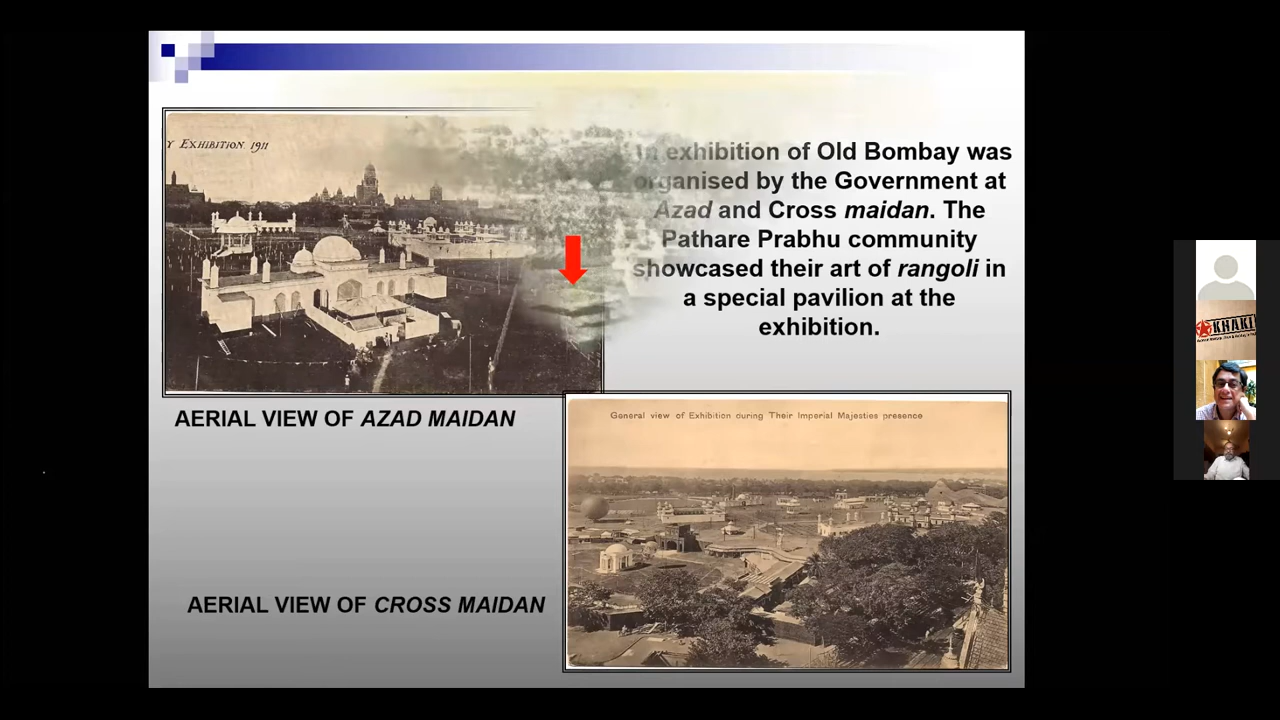 Y EXHIBITION 1911
exhibition of Old Bombay was
organised by the Government at
Azad and Cross maidan. The
Pathare Prabhu community
showcased their art of rangoli in
a special pavilion at the
exhibition.
AERIAL VIEW OF AZAD MAIDAN
General view of Exhibition during Their Imperial Majesties presence
AERIAL VIEW OF CROSS MAIDAN
KHAKI